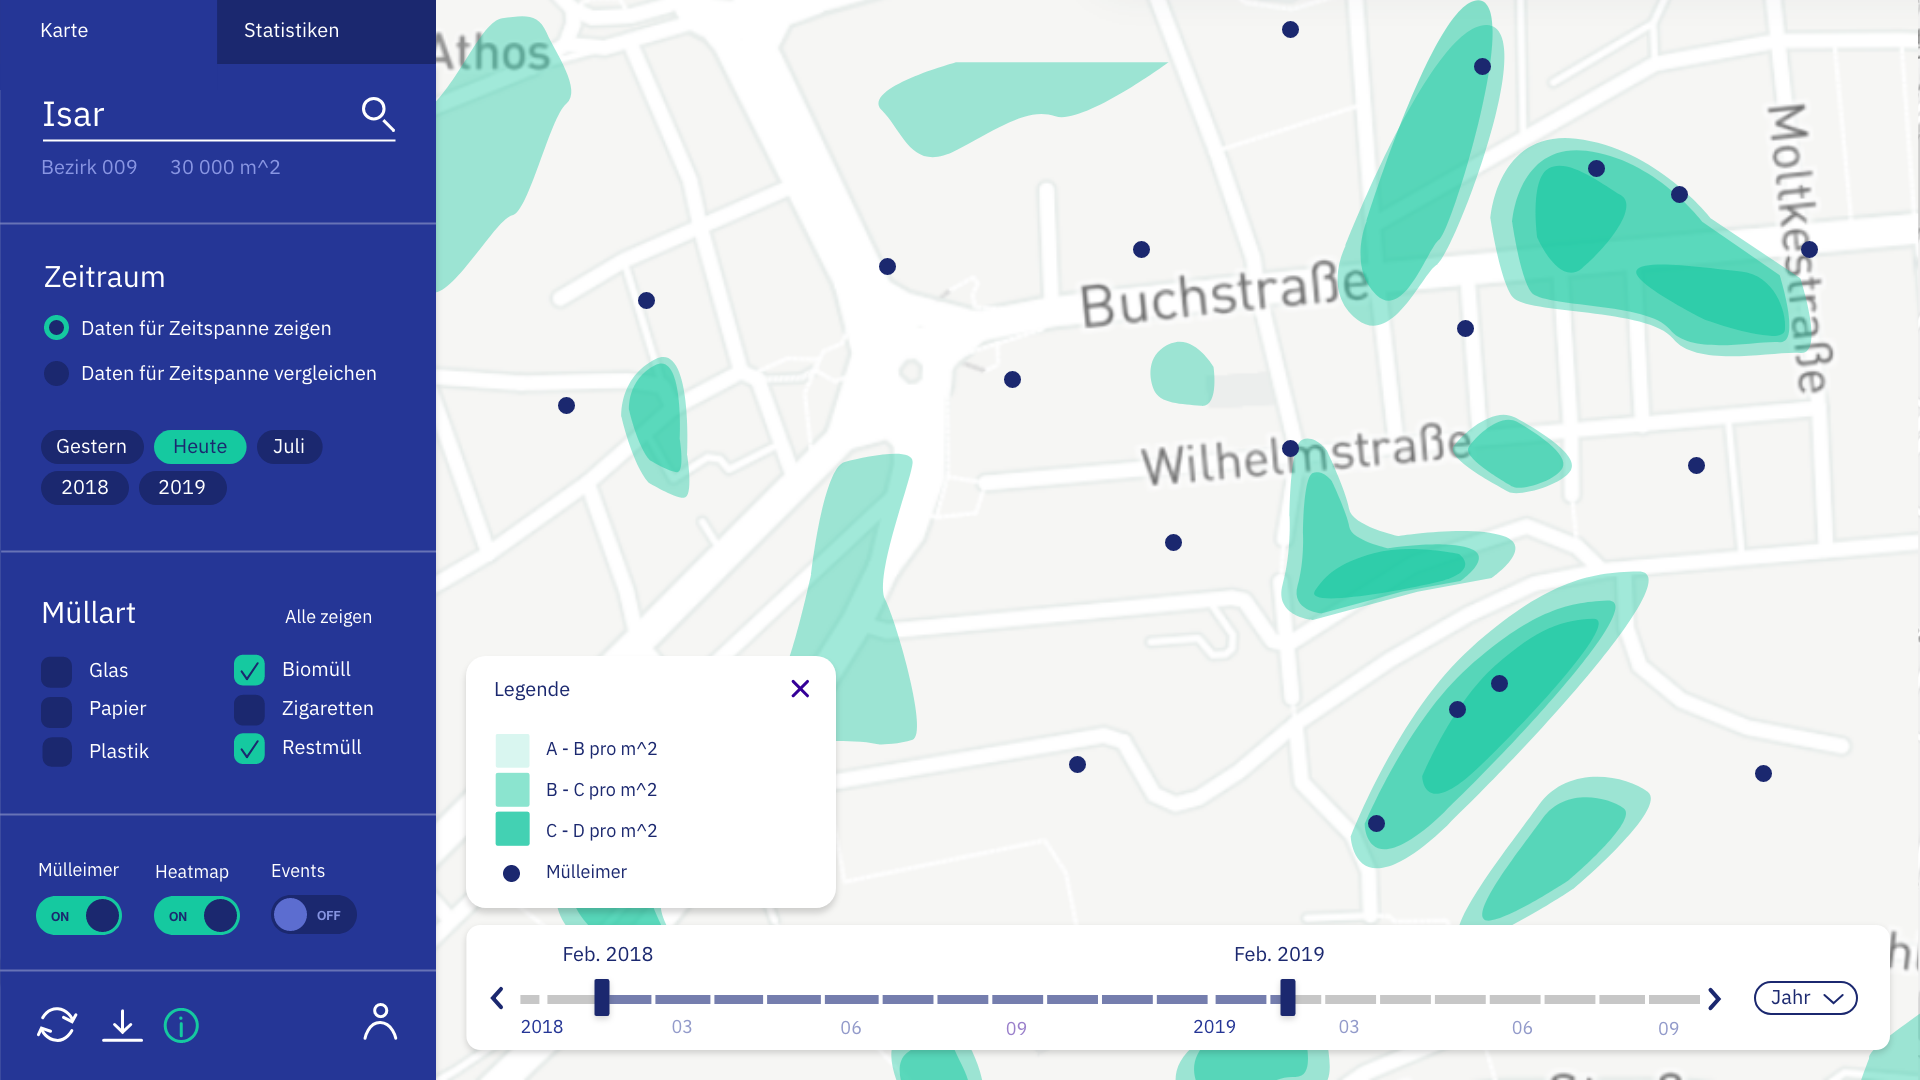 Karte
Statistiken
Isar
Bezirk 009 30 000 m^2
Zeitraum
Daten für Zeitspanne zeigen
Daten für Zeitspanne vergleichen
Gestern Heute Juli
2018 2019
Müllart Alle zeigen
Glas Biomüll
Papier Zigaretten
Plastik Restmüll
Mülleimer Heatmap Events
ON ON OFF
Athos
Buchstraße
Moltkestraße
Wilhelmstraße
Legende
A - B pro m^2
B - C pro m^2
C - D pro m^2
Mülleimer
Feb. 2018 Feb. 2019
2018 03 06 09 2019 03 06 09
Jahr